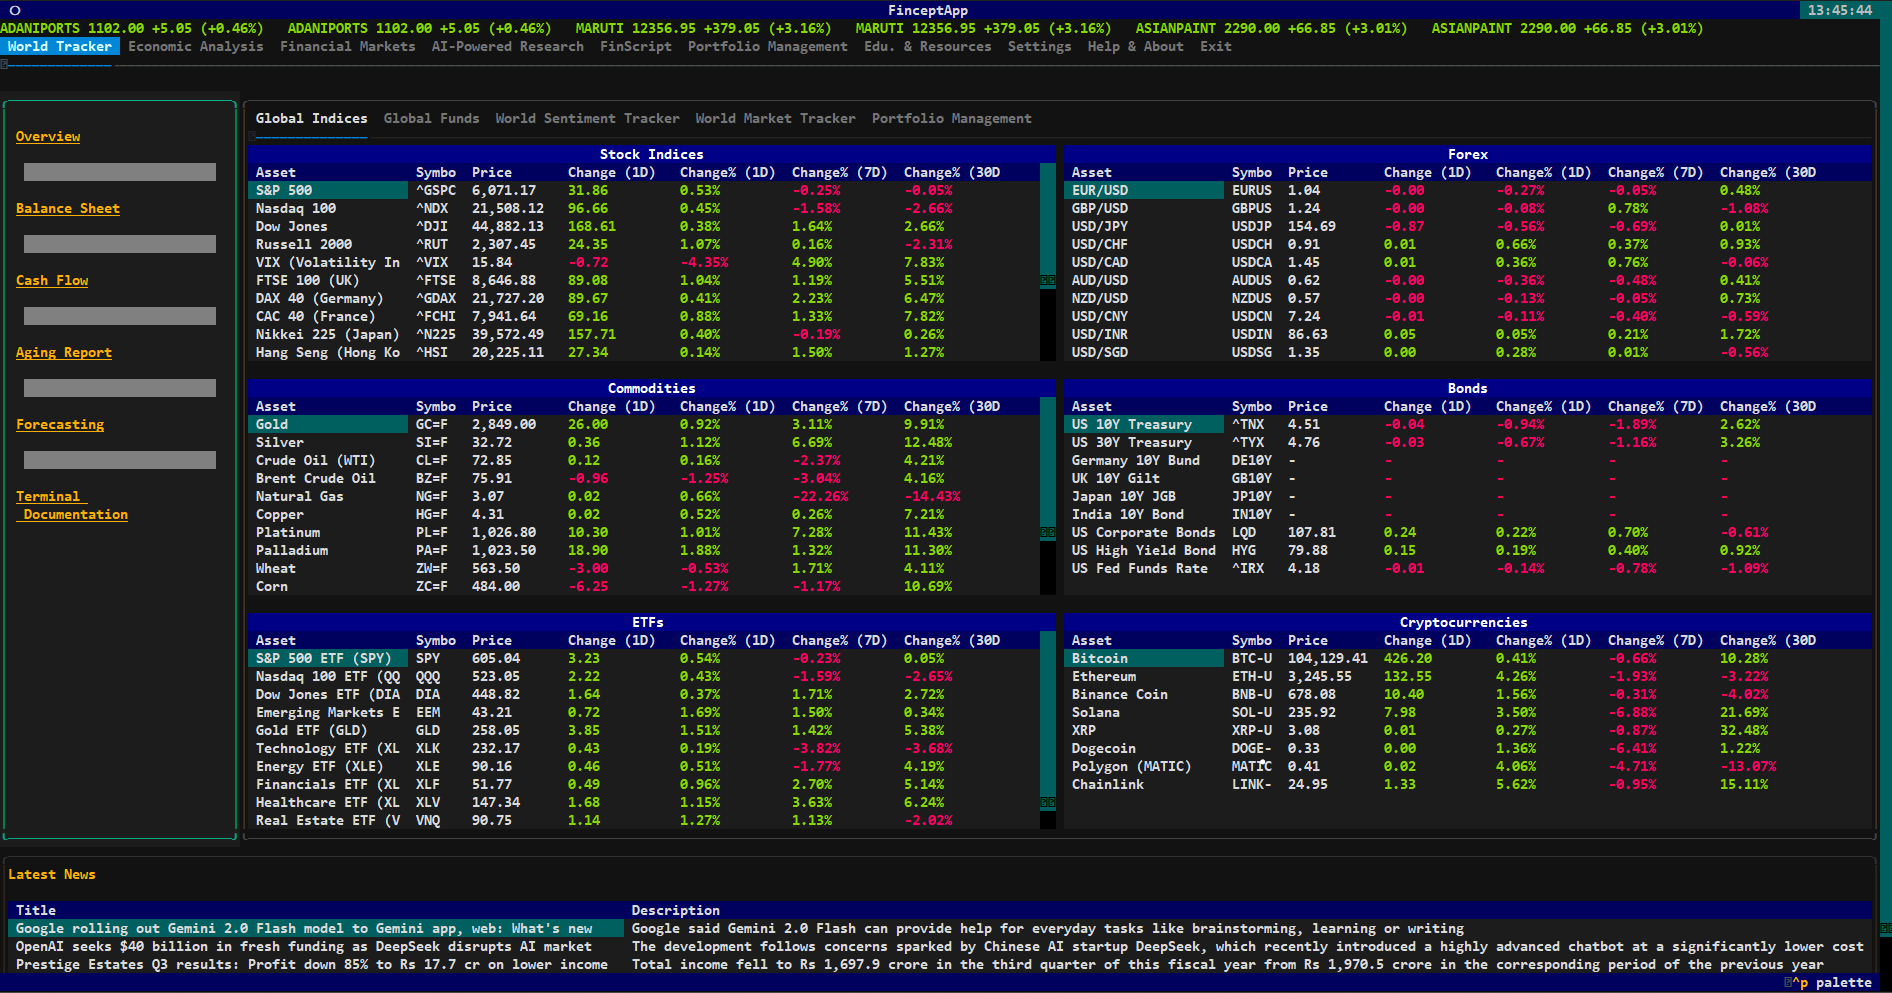 O FinceptApp 13:45:44
ADANIPORTS 1102.00 +5.05 (+0.46%) ADANIPORTS 1102.00 +5.05 (+0.46%) MARUTI 12356.95 +379.05 (+3.16%) MARUTI 12356.95 +379.05 (+3.16%) ASIANPAINT 2290.00 +66.85 (+3.01%) ASIANPAINT 2290.00 +66.85 (+3.01%)
World Tracker Economic Analysis Financial Markets AI-Powered Research FinScript Portfolio Management Edu. & Resources Settings Help & About Exit
Overview
Balance Sheet
Cash Flow
Aging Report
Forecasting
Terminal
Documentation
Global Indices Global Funds World Sentiment Tracker World Market Tracker Portfolio Management
Stock Indices
Asset Symbo Price Change (1D) Change% (1D) Change% (7D) Change% (30D
S&P 500 ^GSPC 6,071.17 31.86 0.53% -0.25% -0.05%
Nasdaq 100 ^NDX 21,508.12 96.66 0.45% -1.58% -2.66%
Dow Jones ^DJI 44,882.13 168.61 0.38% 1.64% 2.66%
Russell 2000 ^RUT 2,307.45 24.35 1.07% 0.16% -2.31%
VIX (Volatility In ^VIX 15.84 -0.72 -4.35% 4.90% 7.83%
FTSE 100 (UK) ^FTSE 8,646.88 89.08 1.04% 1.19% 5.51%
DAX 40 (Germany) ^GDAX 21,727.20 89.67 0.41% 2.23% 6.47%
CAC 40 (France) ^FCHI 7,941.64 69.16 0.88% 1.33% 7.82%
Nikkei 225 (Japan) ^N225 39,572.49 157.71 0.40% -0.19% 0.26%
Hang Seng (Hong Ko ^HSI 20,225.11 27.34 0.14% 1.50% 1.27%
Forex
Asset Symbo Price Change (1D) Change% (1D) Change% (7D) Change% (30D
EUR/USD EURUS 1.04 -0.00 -0.27% -0.05% 0.48%
GBP/USD GBPUS 1.24 -0.00 -0.08% 0.78% -1.08%
USD/JPY USDJP 154.69 -0.87 -0.56% -0.69% 0.01%
USD/CHF USDCH 0.91 0.01 0.66% 0.37% 0.93%
USD/CAD USDCA 1.45 0.01 0.36% 0.76% -0.06%
AUD/USD AUDUS 0.62 -0.00 -0.36% -0.48% 0.41%
NZD/USD NZDUS 0.57 -0.00 -0.13% -0.05% 0.73%
USD/CNY USDCN 7.24 -0.01 -0.11% -0.40% -0.59%
USD/INR USDIN 86.63 0.05 0.05% 0.21% 1.72%
USD/SGD USDSG 1.35 0.00 0.28% 0.01% -0.56%
Commodities
Asset Symbo Price Change (1D) Change% (1D) Change% (7D) Change% (30D
Gold GC=F 2,849.00 26.00 0.92% 3.11% 9.91%
Silver SI=F 32.72 0.36 1.12% 6.69% 12.48%
Crude Oil (WTI) CL=F 72.85 0.12 0.16% -2.37% 4.21%
Brent Crude Oil BZ=F 75.91 -0.96 -1.25% -3.04% 4.16%
Natural Gas NG=F 3.07 0.02 0.66% -22.26% -14.43%
Copper HG=F 4.31 0.02 0.52% 0.26% 7.21%
Platinum PL=F 1,026.80 10.30 1.01% 7.28% 11.43%
Palladium PA=F 1,023.50 18.90 1.88% 1.32% 11.30%
Wheat ZW=F 563.50 -3.00 -0.53% 1.71% 4.11%
Corn ZC=F 484.00 -6.25 -1.27% -1.17% 10.69%
Bonds
Asset Symbo Price Change (1D) Change% (1D) Change% (7D) Change% (30D
US 10Y Treasury ^TNX 4.51 -0.04 -0.94% -1.89% 2.62%
US 30Y Treasury ^TYX 4.76 -0.03 -0.67% -1.16% 3.26%
Germany 10Y Bund DE10Y - - - - -
UK 10Y Gilt GB10Y - - - - -
Japan 10Y JGB JP10Y - - - - -
India 10Y Bond IN10Y - - - - -
US Corporate Bonds LQD 107.81 0.24 0.22% 0.70% -0.61%
US High Yield Bond HYG 79.88 0.15 0.19% 0.40% 0.92%
US Fed Funds Rate ^IRX 4.18 -0.01 -0.14% -0.78% -1.09%
ETFs
Asset Symbo Price Change (1D) Change% (1D) Change% (7D) Change% (30D
S&P 500 ETF (SPY) SPY 605.04 3.23 0.54% -0.23% 0.05%
Nasdaq 100 ETF (QQ QQQ 523.05 2.22 0.43% -1.59% -2.65%
Dow Jones ETF (DIA DIA 448.82 1.64 0.37% 1.71% 2.72%
Emerging Markets E EEM 43.21 0.72 1.69% 1.50% 0.34%
Gold ETF (GLD) GLD 258.05 3.85 1.51% 1.42% 5.38%
Technology ETF (XL XLK 232.17 0.43 0.19% -3.82% -3.68%
Energy ETF (XLE) XLE 90.16 0.46 0.51% -1.77% 4.19%
Financials ETF (XL XLF 51.77 0.49 0.96% 2.70% 5.14%
Healthcare ETF (XL XLV 147.34 1.68 1.15% 3.63% 6.24%
Real Estate ETF (V VNQ 90.75 1.14 1.27% 1.13% -2.02%
Cryptocurrencies
Asset Symbo Price Change (1D) Change% (1D) Change% (7D) Change% (30D
Bitcoin BTC-U 104,129.41 426.20 0.41% -0.66% 10.28%
Ethereum ETH-U 3,245.55 132.55 4.26% -1.93% -3.22%
Binance Coin BNB-U 678.08 10.40 1.56% -0.31% -4.02%
Solana SOL-U 235.92 7.98 3.50% -6.88% 21.69%
XRP XRP-U 3.08 0.01 0.27% -0.87% 32.48%
Dogecoin DOGE- 0.33 0.00 1.36% -6.41% 1.22%
Polygon (MATIC) MATIC 0.41 0.02 4.06% -4.71% -13.07%
Chainlink LINK- 24.95 1.33 5.62% -0.95% 15.11%
Latest News
Title Description
Google rolling out Gemini 2.0 Flash model to Gemini app, web: What's new Google said Gemini 2.0 Flash can provide help for everyday tasks like brainstorming, learning or writing
OpenAI seeks $40 billion in fresh funding as DeepSeek disrupts AI market The development follows concerns sparked by Chinese AI startup DeepSeek, which recently introduced a highly advanced chatbot at a significantly lower cost
Prestige Estates Q3 results: Profit down 85% to Rs 17.7 cr on lower income Total income fell to Rs 1,697.9 crore in the third quarter of this fiscal year from Rs 1,970.5 crore in the corresponding period of the previous year
^p palette